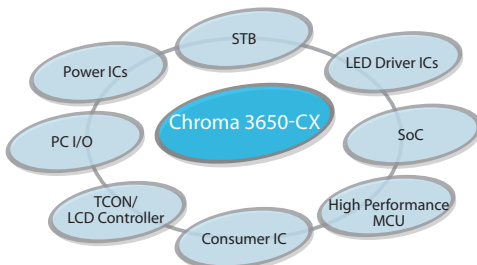 STB
Power ICs
LED Driver ICs
Chroma 3650-CX
PC I/O
SoC
TCON/
LCD Controller
High Performance
MCU
Consumer IC